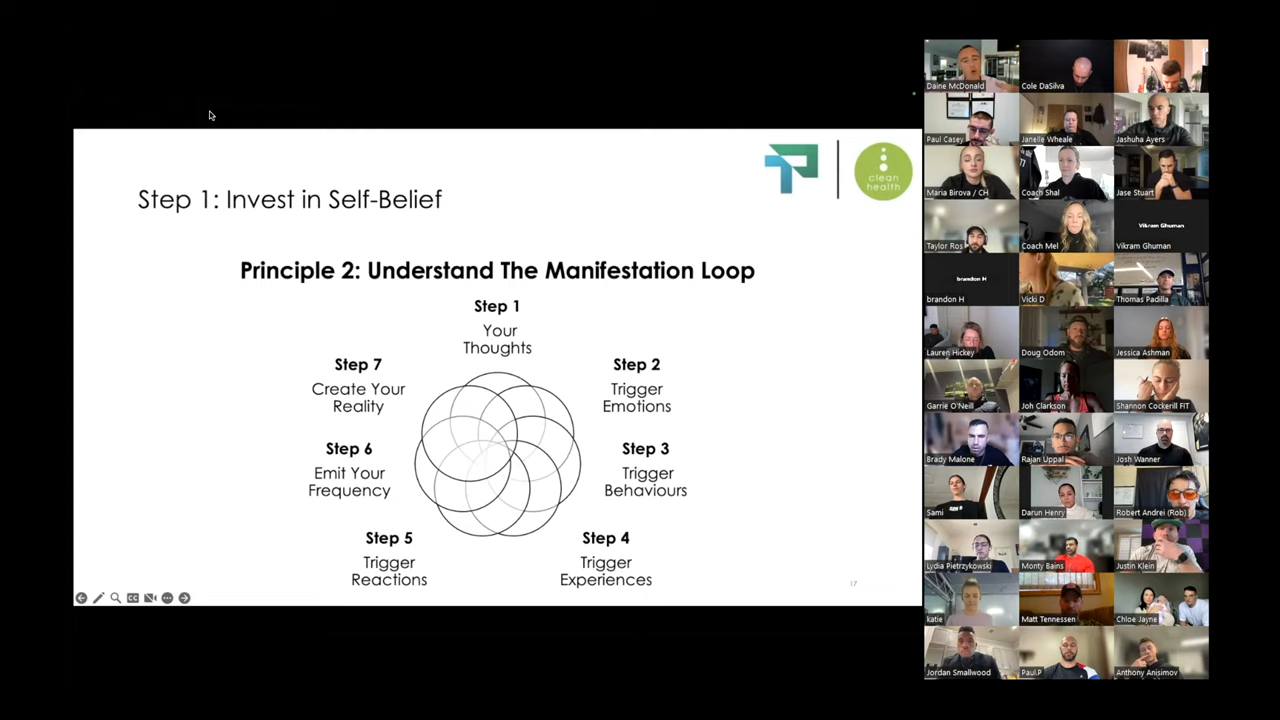 Step 1: Invest in Self-Belief
clean
health
Principle 2: Understand The Manifestation Loop
Step 1
Your
Thoughts
Step 2
Trigger
Emotions
Step 3
Trigger
Behaviours
Step 4
Trigger
Experiences
Step 5
Trigger
Reactions
Step 6
Emit Your
Frequency
Step 7
Create Your
Reality
17
CC
Daine McDonald
Cole DaSilva
Paul Casey
Janelle Wheale
Jashuha Ayers
Maria Birova / CH
Coach Shal
Jase Stuart
Taylor Ros
Coach Mel
Vikram Ghuman
Vikram Ghuman
brandon H
brandon H
Vicki D
Thomas Padilla
Lauren Hickey
Doug Odom
Jessica Ashman
Garrie O'Neill
Joh Clarkson
Shannon Cockerill FIT
Brady Malone
Rajan Uppal
Josh Wanner
Sami
Darun Henry
Robert Andrei (Rob)
Lydia Pietrzykowski
Monty Bains
Justin Klein
katie
Matt Tennessen
Chloe Jayne
Jordan Smallwood
Paul.P
Anthony Anisimov